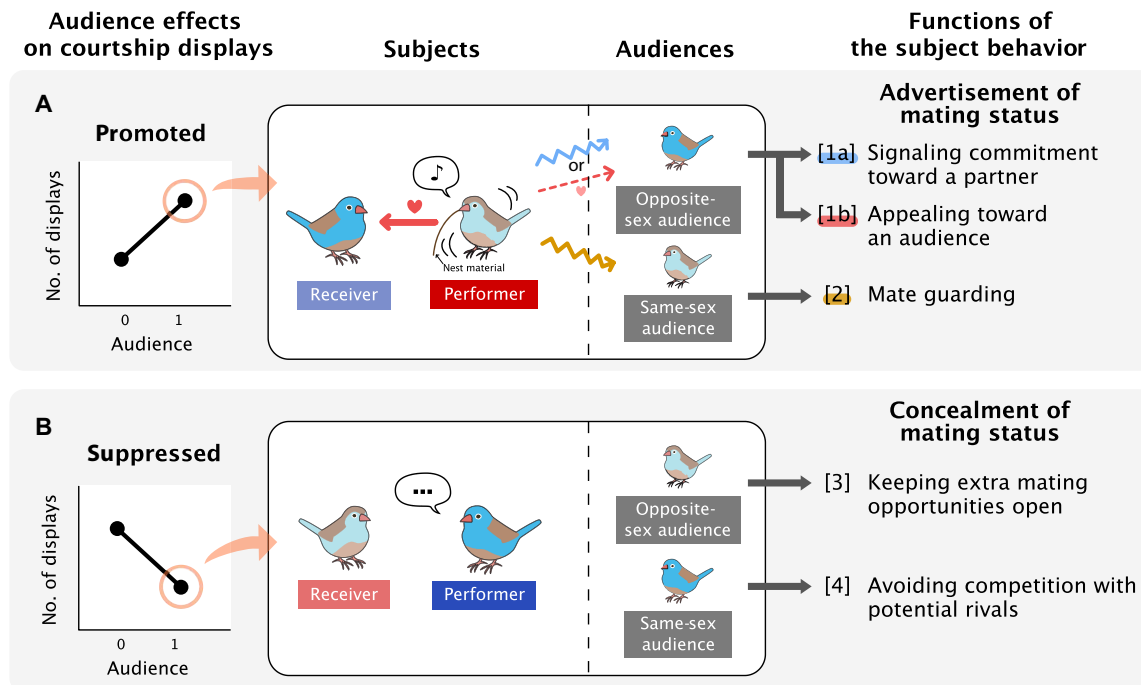 Audience effects
on courtship displays
Subjects
Audiences
Functions of
the subject behavior
A
Promoted
No. of displays
0 1
Audience
♪
Nest material
Receiver
Performer
or
Opposite-
sex audience
Same-sex
audience
Advertisement of
mating status
[1a] Signaling commitment
toward a partner
[1b] Appealing toward
an audience
[2] Mate guarding
B
Suppressed
No. of displays
0 1
Audience
...
Receiver
Performer
Opposite-
sex audience
Same-sex
audience
Concealment of
mating status
[3] Keeping extra mating
opportunities open
[4] Avoiding competition with
potential rivals